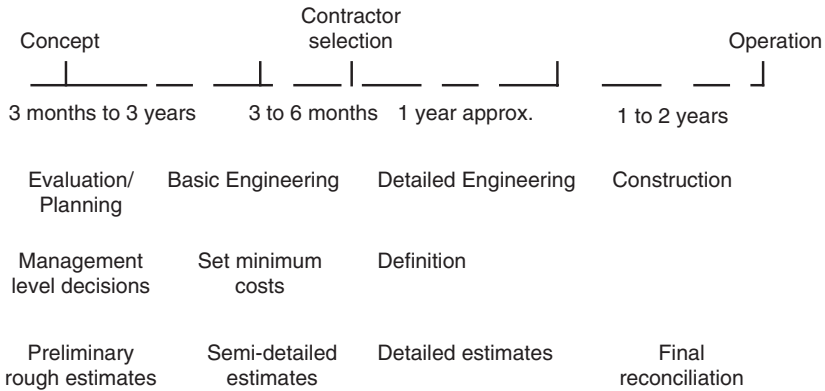 Contractor
selection
Concept
Operation
3 months to 3 years
3 to 6 months
1 year approx.
1 to 2 years
Evaluation/
Planning
Basic Engineering
Detailed Engineering
Construction
Management
level decisions
Set minimum
costs
Definition
Preliminary
rough estimates
Semi-detailed
estimates
Detailed estimates
Final
reconciliation